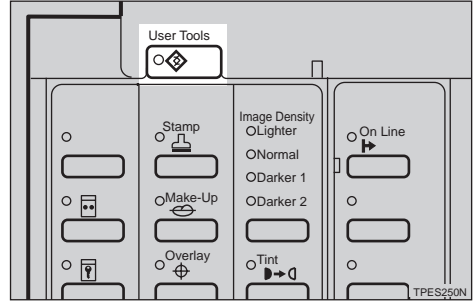 User Tools
Stamp
Image Density
Lighter
Normal
Darker 1
Darker 2
On Line
Make-Up
Overlay
Tint
TPES250N